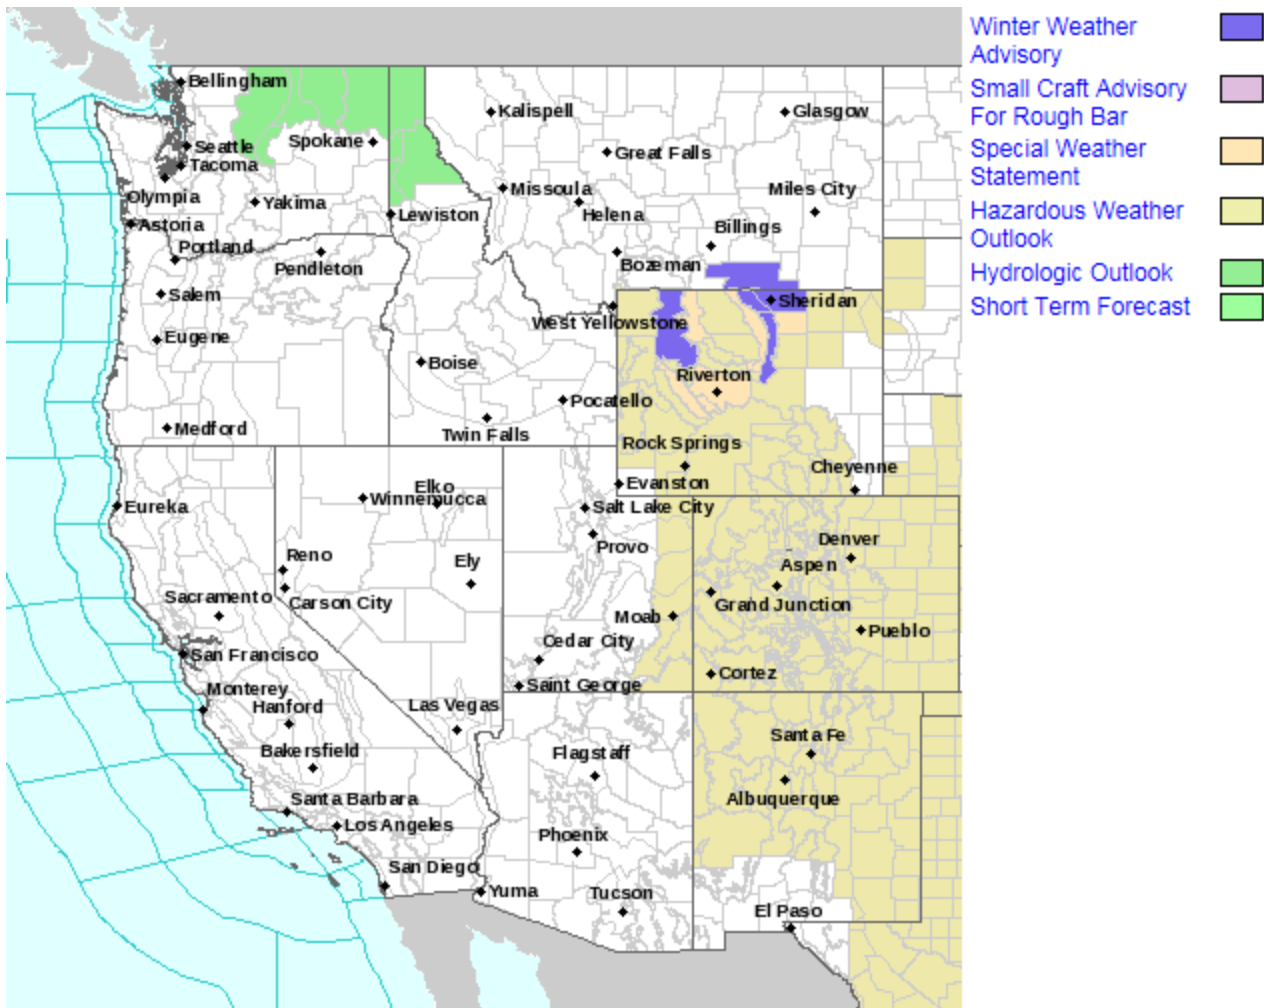 Winter Weather
Advisory
Small Craft Advisory
For Rough Bar
Special Weather
Statement
Hazardous Weather
Outlook
Hydrologic Outlook
Short Term Forecast
Bellingham
Kalispell
Glasgow
Seattle
Spokane
Great Falls
Tacoma
Missoula
Miles City
Olympia
Yakima
Helena
Lewiston
Astoria
Billings
Portland
Pendleton
Bozeman
Salem
Sheridan
West Yellowstone
Eugene
Boise
Riverton
Pocatello
Medford
Twin Falls
Rock Springs
Cheyenne
Evanston
Elko
Winnemucca
Eureka
Salt Lake City
Provo
Denver
Reno
Ely
Aspen
Sacramento
Carson City
Grand Junction
Moab
Pueblo
Cedar City
San Francisco
Cortez
Saint George
Monterey
Hanford
Las Vegas
Santa Fe
Bakersfield
Flagstaff
Albuquerque
Santa Barbara
Los Angeles
Phoenix
San Diego
Yuma
Tucson
El Paso